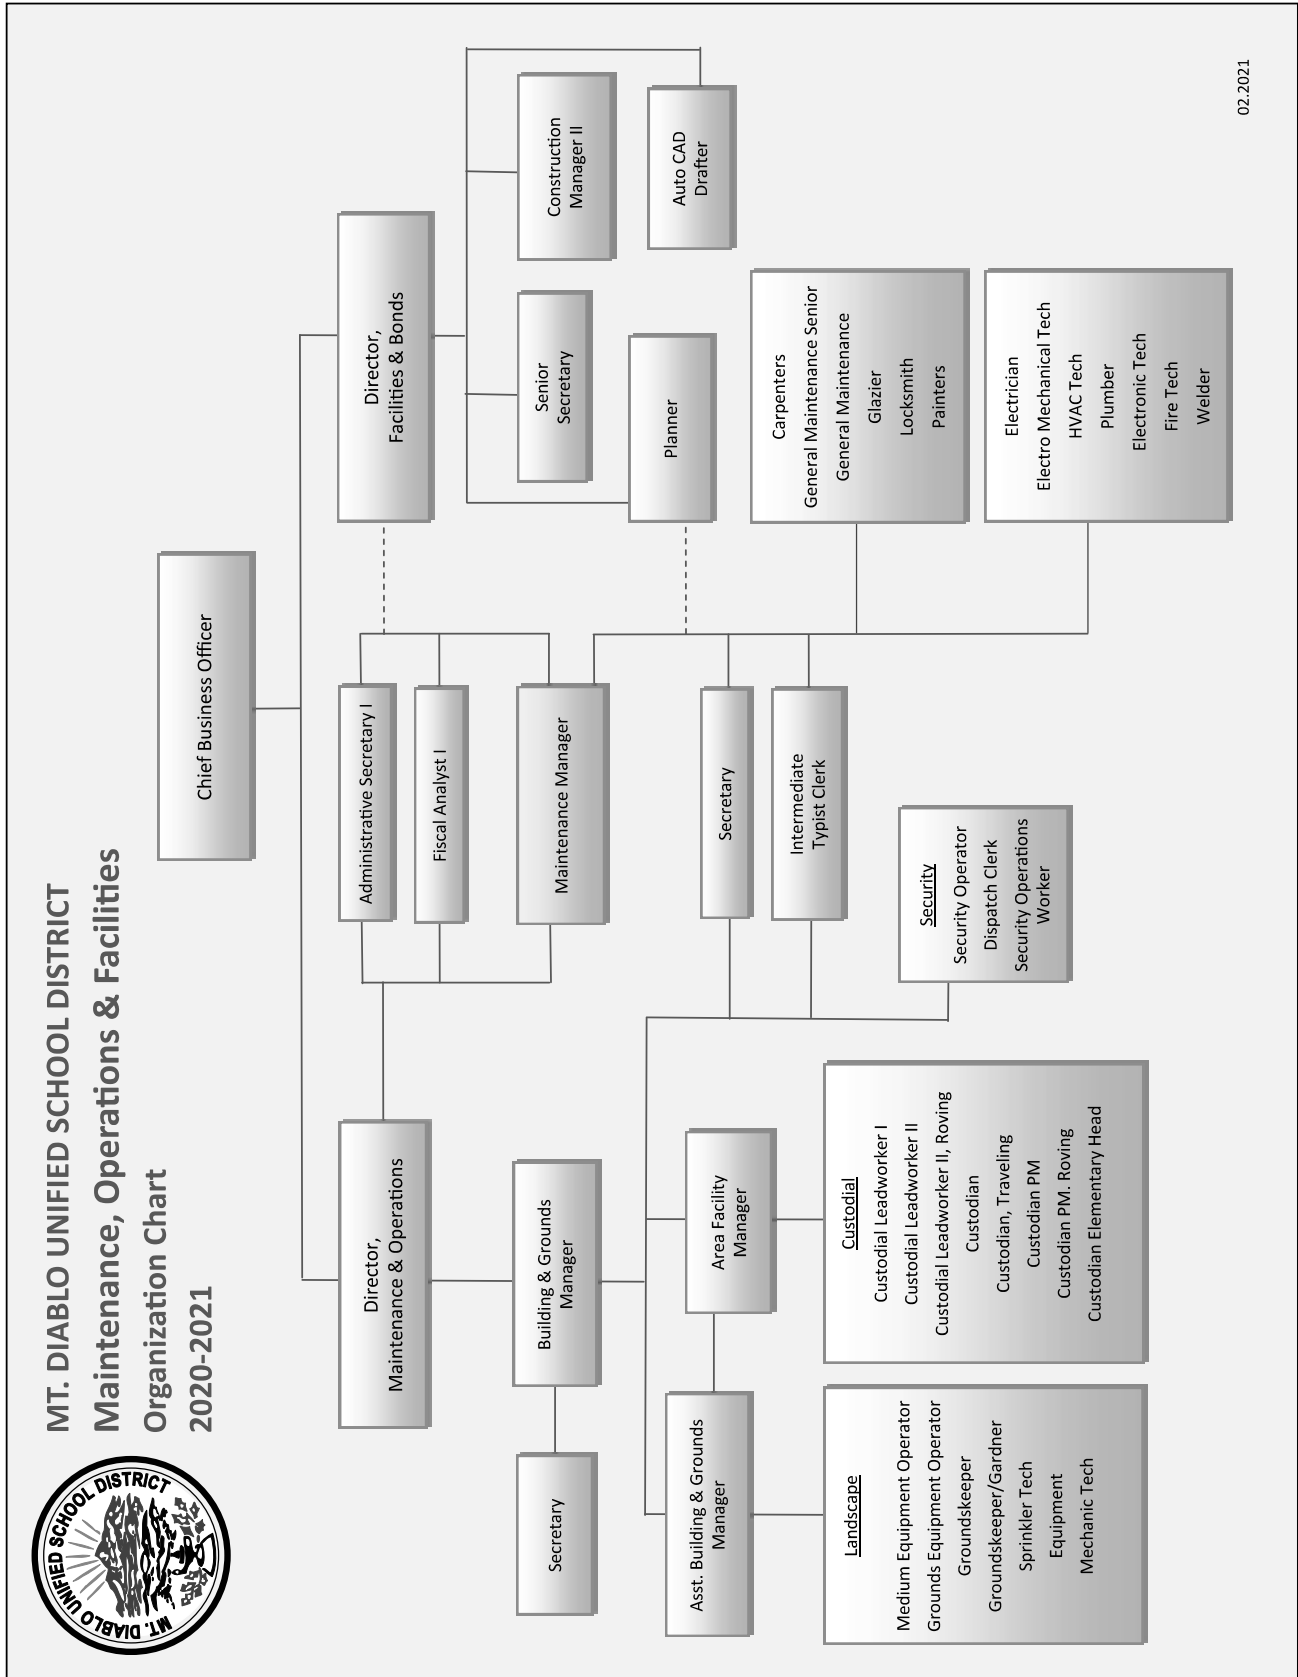 MT. DIABLO UNIFIED SCHOOL DISTRICT
MT. DIABLO UNIFIED SCHOOL DISTRICT
Maintenance, Operations & Facilities
Organization Chart
2020-2021
Chief Business Officer
Director,
Maintenance & Operations
Administrative Secretary I
Fiscal Analyst I
Maintenance Manager
Director,
Facilities & Bonds
Secretary
Building & Grounds
Manager
Senior
Secretary
Construction
Manager II
Planner
Auto CAD
Drafter
Asst. Building & Grounds
Manager
Area Facility
Manager
Secretary
Intermediate
Typist Clerk
Carpenters
General Maintenance Senior
General Maintenance
Glazier
Locksmith
Painters
Landscape
Medium Equipment Operator
Grounds Equipment Operator
Groundskeeper
Groundskeeper/Gardner
Sprinkler Tech
Equipment
Mechanic Tech
Custodial
Custodial Leadworker I
Custodial Leadworker II
Custodial Leadworker II, Roving
Custodian
Custodian, Traveling
Custodian PM
Custodian PM. Roving
Custodian Elementary Head
Security
Security Operator
Dispatch Clerk
Security Operations
Worker
Electrician
Electro Mechanical Tech
HVAC Tech
Plumber
Electronic Tech
Fire Tech
Welder
02.2021